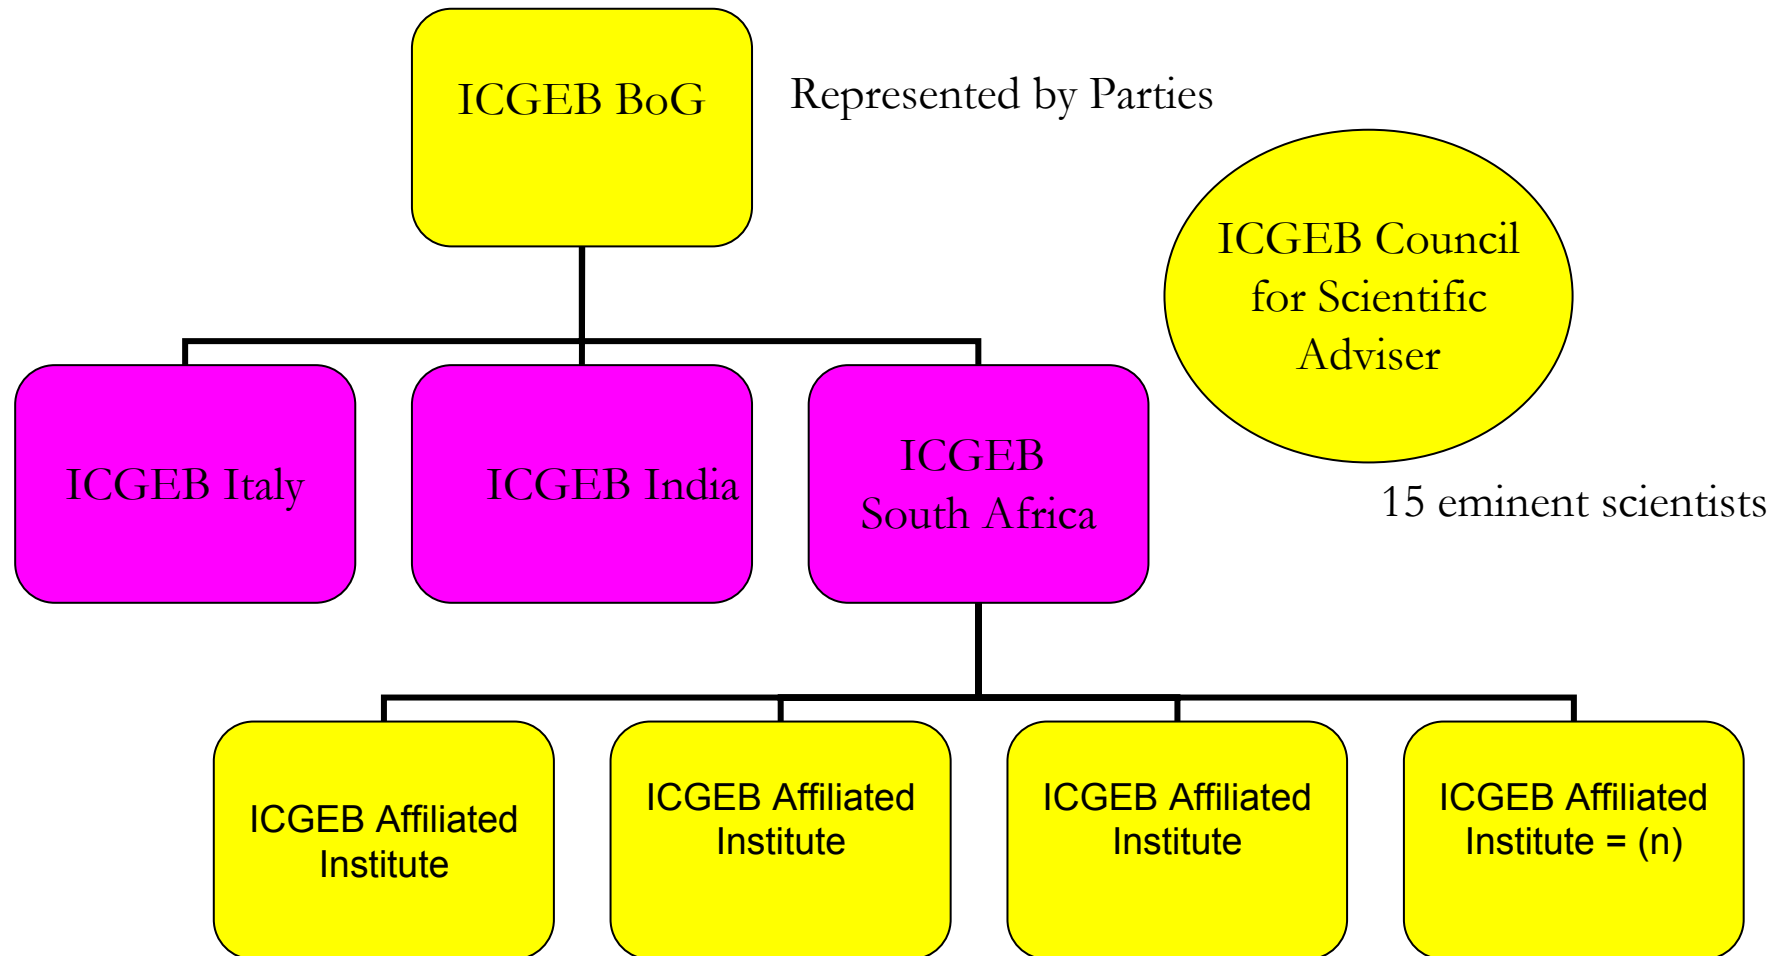 ICGEB BoG
Represented by Parties
ICGEB Council
for Scientific
Adviser
15 eminent scientists
ICGEB Italy
ICGEB India
ICGEB
South Africa
ICGEB Affiliated
Institute
ICGEB Affiliated
Institute
ICGEB Affiliated
Institute
ICGEB Affiliated
Institute = (n)